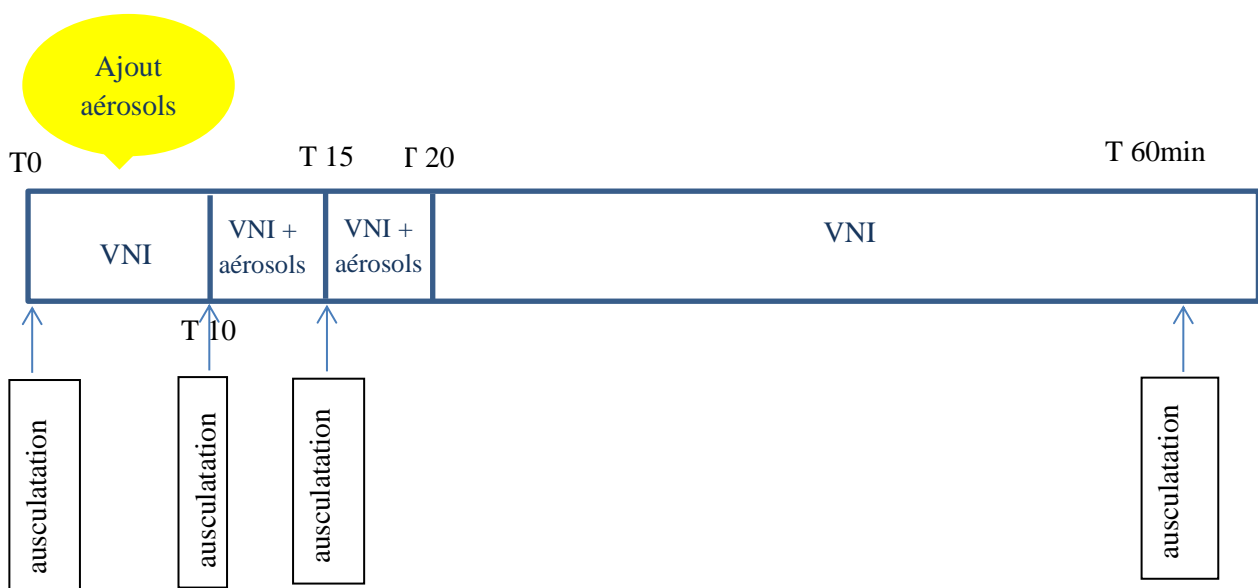 Ajout
aérosols
T0
T 15
T 20
T 60min
VNI
VNI +
aérosols
VNI +
aérosols
VNI
T 10
ausculatation
ausculatation
ausculatation
ausculatation